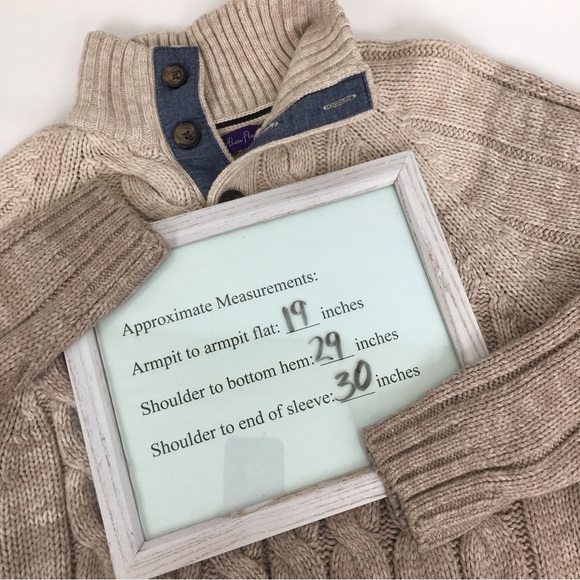 Approximate Measurements:
Armpit to armpit flat: 19 inches
Shoulder to bottom hem: 29 inches
Shoulder to end of sleeve: 30 inches